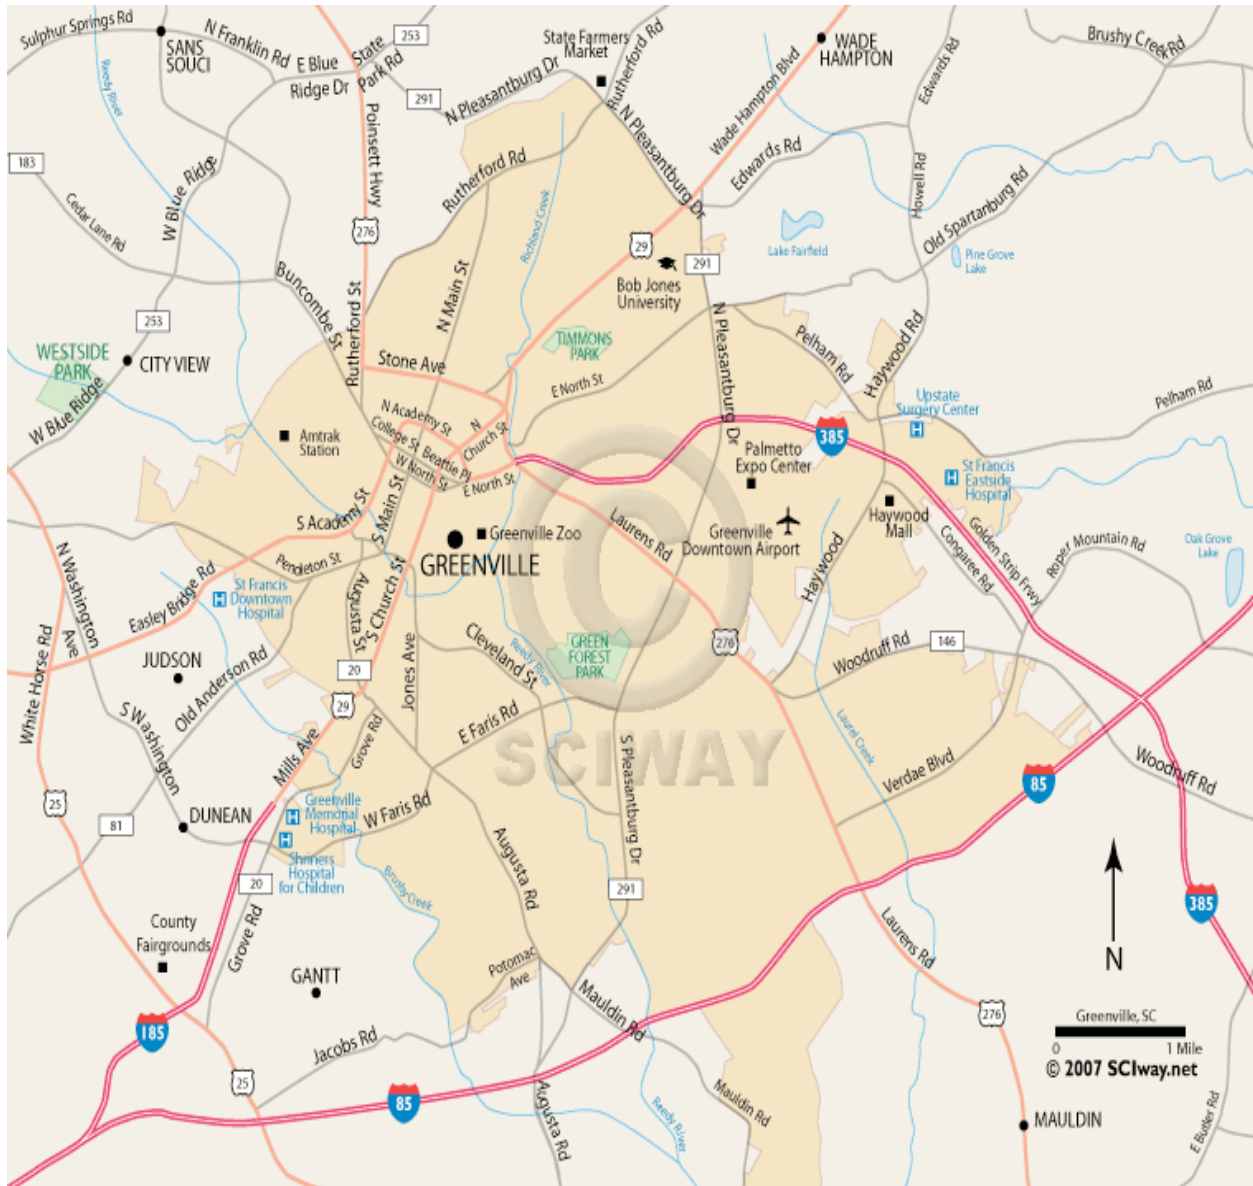 Sulphur Springs Rd
SANS
SOUCI
N Franklin Rd
E Blue
Ridge Dr
State
Park Rd
253
291
Reedy River
Poinsett Hwy
N Pleasantburg Dr
State Farmers
Market
Rutherford Rd
Wade Hampton Blvd
WADE
HAMPTON
Edwards Rd
Brushy Creek Rd
183
Cedar Lane Rd
W Blue Ridge
276
Rutherford Rd
Richland Creek
N Pleasantburg Dr
Edwards Rd
Howell Rd
Old Spartanburg Rd
Lake Fairfield
Pine Grove
Lake
29
291
Bob Jones
University
Buncombe St
Rutherford St
N Main St
253
WESTSIDE
PARK
CITY VIEW
W Blue Ridge
Stone Ave
TIMMONS
PARK
E North St
N Pleasantburg Dr
Pelham Rd
Haywood Rd
Pelham Rd
Upstate
Surgery Center
H
Amtrak
Station
N Academy St
College St
Beattie Pl
W North St
N
Church St
E North St
385
Palmetto
Expo Center
St Francis
Eastside
Hospital
H
Haywood
Mall
S Academy St
S Main St
Greenville Zoo
GREENVILLE
Laurens Rd
Greenville
Downtown Airport
Haywood
Congaree Rd
Golden Strip Frwy
Roper Mountain Rd
Oak Grove
Lake
N Washington
Ave
Easley Bridge Rd
Pendleton St
St Francis
Downtown
Hospital
H
Augusta St
S Church St
Cleveland St
Reedy River
GREEN
FOREST
PARK
276
Woodruff Rd
146
White Horse Rd
JUDSON
Old Anderson Rd
20
29
Jones Ave
S Washington
Mills Ave
Grove Rd
E Faris Rd
S Pleasantburg Dr
Laurel Creek
Verdae Blvd
85
Woodruff Rd
25
81
DUNEAN
H
Greenville
Memorial
Hospital
H
Shriners
Hospital
for Children
W Faris Rd
Brushy Creek
Augusta Rd
291
20
County
Fairgrounds
Grove Rd
GANTT
Potomac
Ave
Mauldin Rd
Laurens Rd
385
N
276
185
Jacobs Rd
25
85
Augusta Rd
Reedy River
Mauldin Rd
MAULDIN
E Butler Rd
Greenville, SC
0 1 Mile
© 2007 SCIway.net
©
SCIWAY